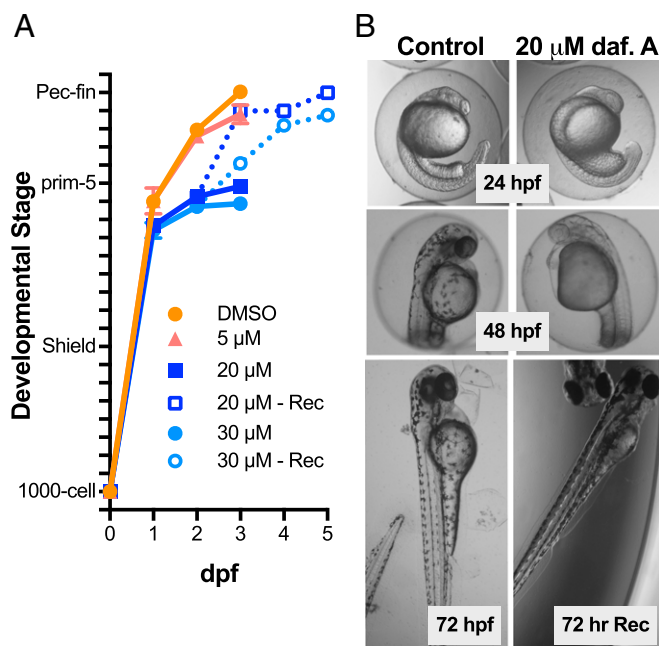 A
Developmental Stage
Pec-fin
prim-5
Shield
1000-cell
DMSO
5 µM
20 µM
20 µM - Rec
30 µM
30 µM - Rec
0 1 2 3 4 5
dpf
B
Control 20 µM daf. A
24 hpf
48 hpf
72 hpf 72 hr Rec